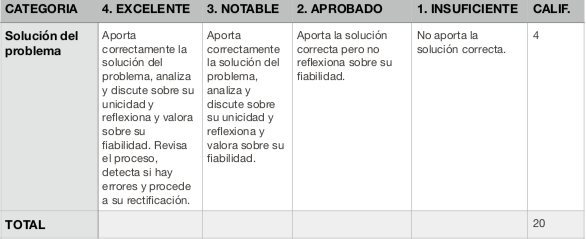 CATEGORIA 4. EXCELENTE 3. NOTABLE 2. APROBADO 1. INSUFICIENTE CALIF.
Solución del
problema
Aporta
correctamente la
solución del
problema, analiza
y discute sobre su
unicidad y
reflexiona y valora
sobre su
fiabilidad. Revisa
el proceso,
detecta si hay
errores y procede
a su rectificación.
Aporta
correctamente
la solución del
problema,
analiza y
discute sobre
su unicidad y
reflexiona y
valora sobre su
fiabilidad.
Aporta la solución
correcta pero no
reflexiona sobre su
fiabilidad.
No aporta la
solución correcta.
4
TOTAL 20